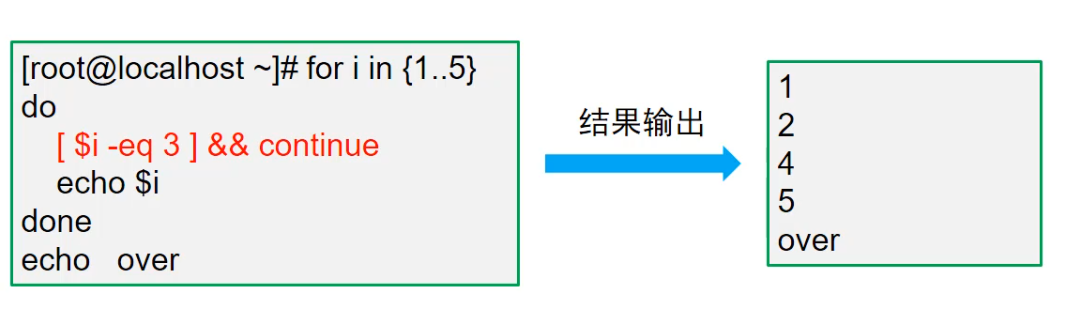 [root@localhost ~]# for i in {1..5}
do
[ $i -eq 3 ] && continue
echo $i
done
echo over
结果输出
1
2
4
5
over